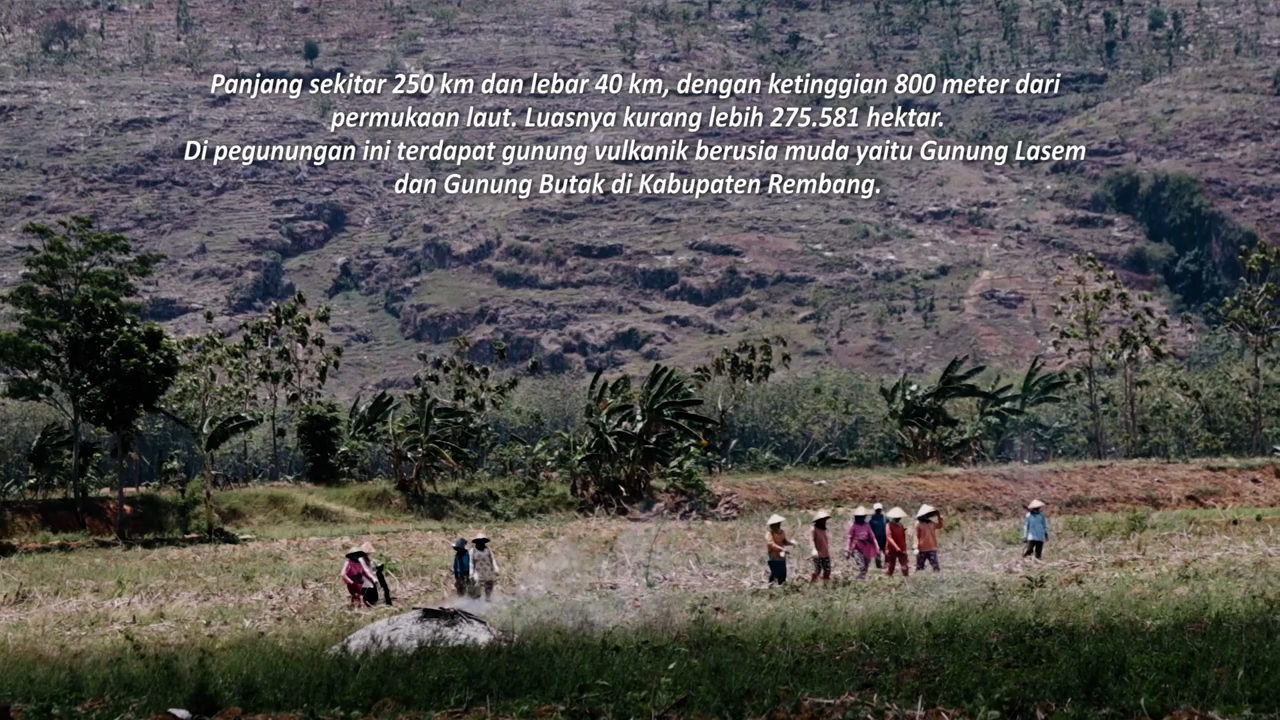 Panjang sekitar 250 km dan lebar 40 km, dengan ketinggian 800 meter dari
permukaan laut. Luasnya kurang lebih 275.581 hektar.
Di pegunungan ini terdapat gunung vulkanik berusia muda yaitu Gunung Lasem
dan Gunung Butak di Kabupaten Rembang.